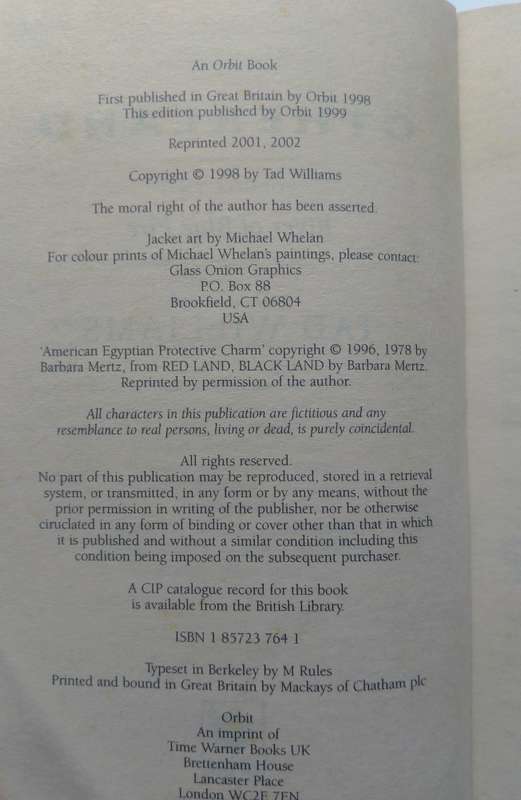 An Orbit Book
First published in Great Britain by Orbit 1998
This edition published by Orbit 1999
Reprinted 2001, 2002
Copyright © 1998 by Tad Williams
The moral right of the author has been asserted.
Jacket art by Michael Whelan
For colour prints of Michael Whelan's paintings, please contact:
Glass Onion Graphics
P.O. Box 88
Brookfield, CT 06804
USA
'American Egyptian Protective Charm' copyright © 1996, 1978 by
Barbara Mertz, from RED LAND, BLACK LAND by Barbara Mertz.
Reprinted by permission of the author.
All characters in this publication are fictitious and any
resemblance to real persons, living or dead, is purely coincidental.
All rights reserved.
No part of this publication may be reproduced, stored in a retrieval
system, or transmitted, in any form or by any means, without the
prior permission in writing of the publisher, nor be otherwise
ciruclated in any form of binding or cover other than that in which
it is published and without a similar condition including this
condition being imposed on the subsequent purchaser.
A CIP catalogue record for this book
is available from the British Library.
ISBN 1 85723 764 1
Typeset in Berkeley by M Rules
Printed and bound in Great Britain by Mackays of Chatham plc
Orbit
An imprint of
Time Warner Books UK
Brettenham House
Lancaster Place
London WC2E 7EN